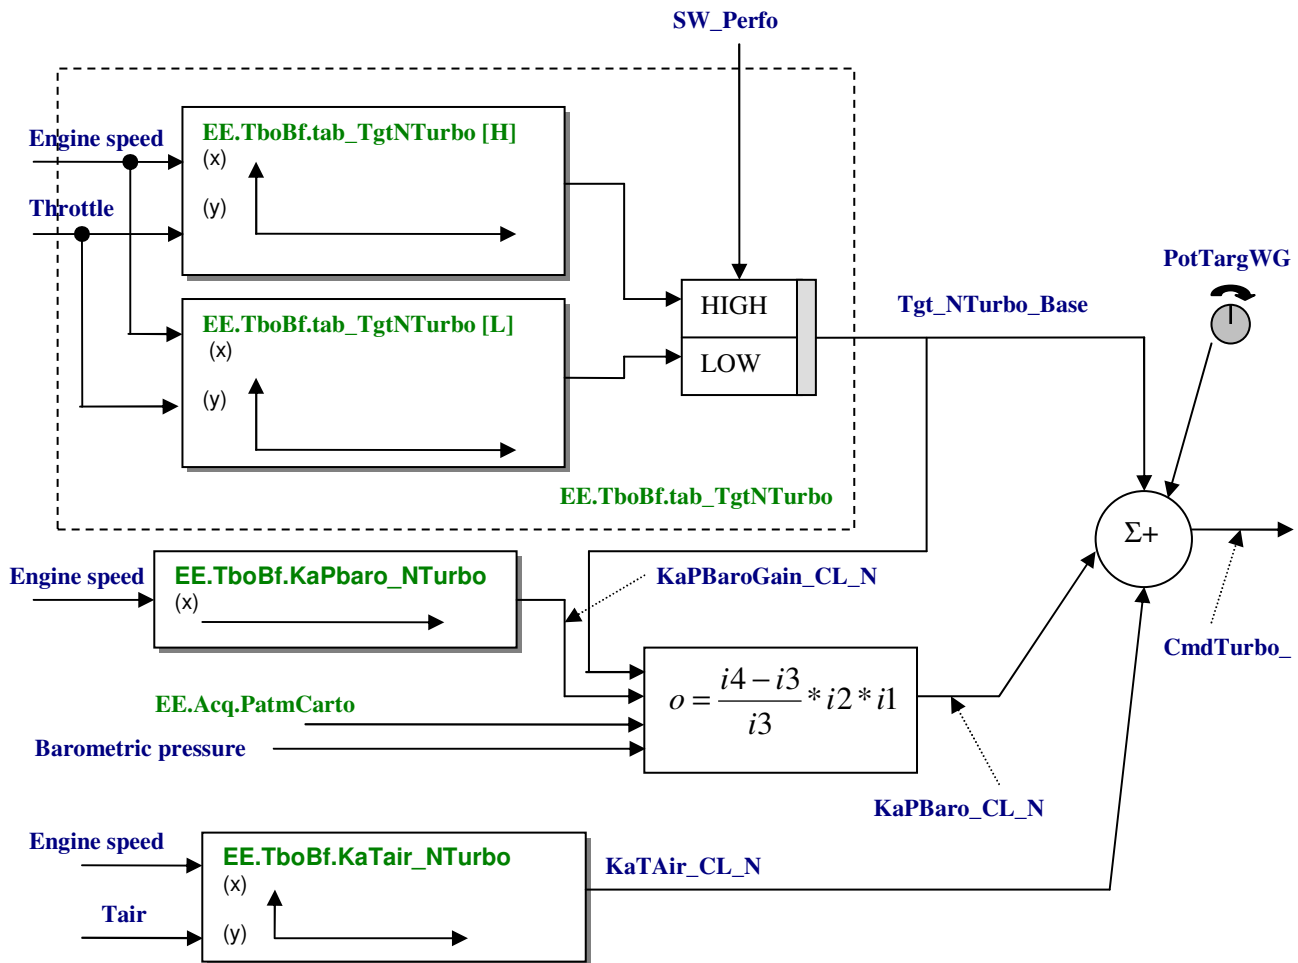 SW_Perfo
Engine speed
EE.TboBf.tab_TgtNTurbo [H]
(x)
Throttle
(y)
PotTargWG
HIGH
Tgt_NTurbo_Base
EE.TboBf.tab_TgtNTurbo [L]
(x)
LOW
(y)
EE.TboBf.tab_TgtNTurbo
Σ+
Engine speed
EE.TboBf.KaPbaro_NTurbo
(x)
KaPBaroGain_CL_N
CmdTurbo_
EE.Acq.PatmCarto
o = \frac{i4 - i3}{i3} * i2 * i1
Barometric pressure
KaPBaro_CL_N
Engine speed
EE.TboBf.KaTair_NTurbo
KaTAir_CL_N
(x)
Tair
(y)